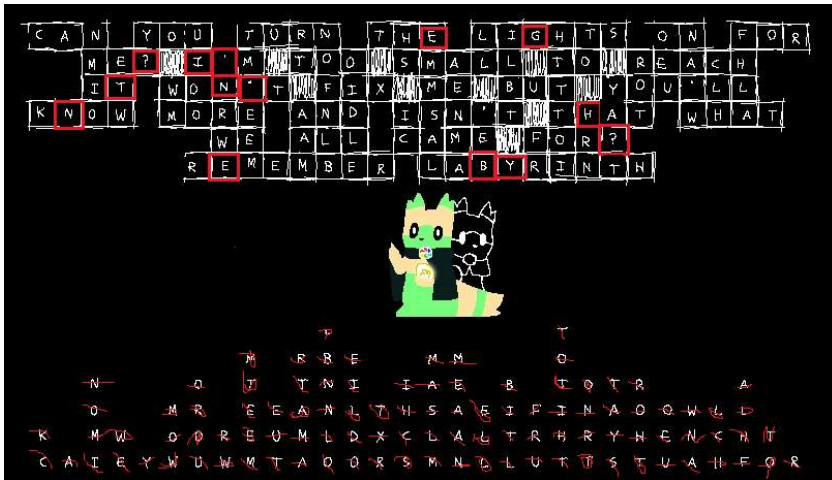 CAN YOU TURN THE LIGHTS ON FOR
ME? I'M TOO SMALL TO REACH
IT WON'T FIX ME BUT YOU'LL
KNOW MORE AND ISN'T THAT WHAT
WE ALL CAME FOR?
REMEMBER LABYRINTH
T
M R B E M M O
N O T T N I I A E B I O T R A
O M R E E A N L T H S A E I F I N A O O W L L
K M W O R E U M L D X C L A L T R H R Y H E N C H T
C A I E Y W U W M T A O O R S M N L L U T T S T U A H F O R